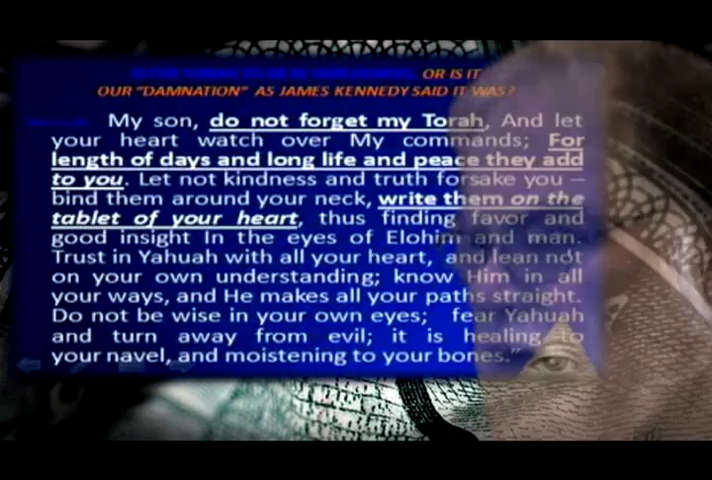 OR IS IT
OUR "DAMNATION" AS JAMES KENNEDY SAID IT WAS?
My son, do not forget my Torah, And let
your heart watch over My commands; For
length of days and long life and peace they add
to you. Let not kindness and truth forsake you –
bind them around your neck, write them on the
tablet of your heart, thus finding favor and
good insight In the eyes of Elohim and man.
Trust in Yahuah with all your heart, and lean not
on your own understanding; know Him in all
your ways, and He makes all your paths straight.
Do not be wise in your own eyes; fear Yahuah
and turn away from evil; it is healing to
your navel, and moistening to your bones."